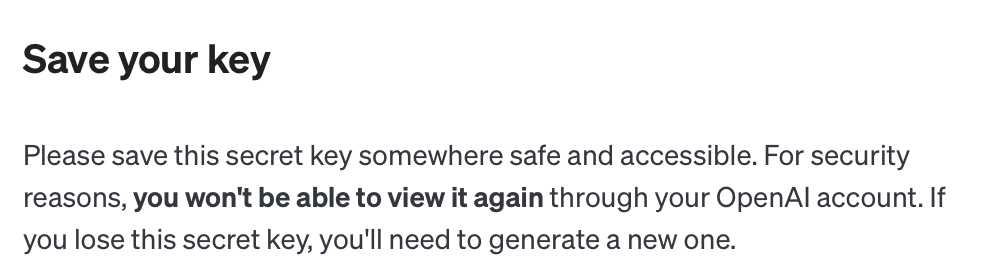 Save your key
Please save this secret key somewhere safe and accessible. For security
reasons, you won't be able to view it again through your OpenAI account. If
you lose this secret key, you'll need to generate a new one.